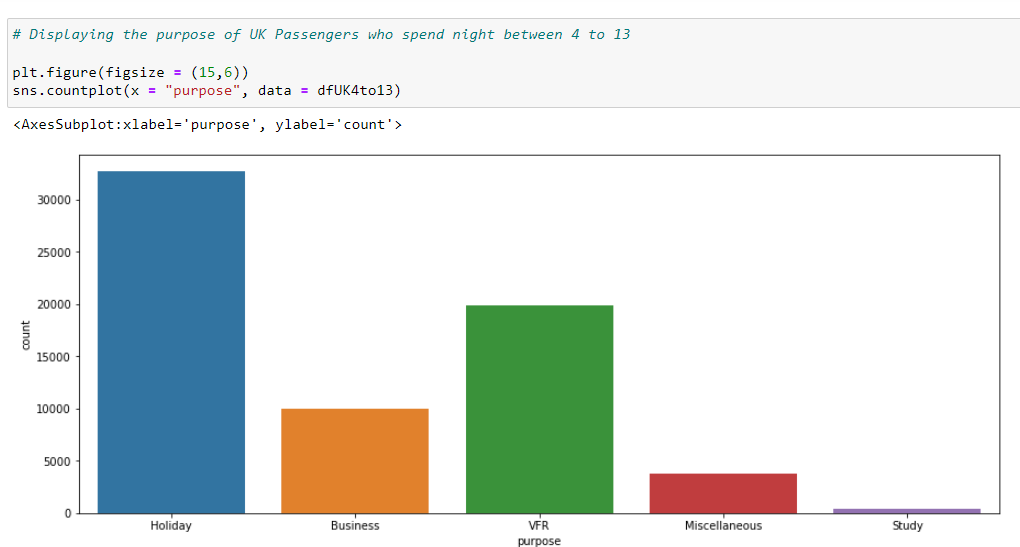 # Displaying the purpose of UK Passengers who spend night between 4 to 13
plt.figure(figsize = (15,6))
sns.countplot(x = "purpose", data = dfUK4to13)
<AxesSubplot:xlabel='purpose', ylabel='count'>
30000
25000
20000
15000
10000
5000
0
count
Holiday Business VFR Miscellaneous Study
purpose